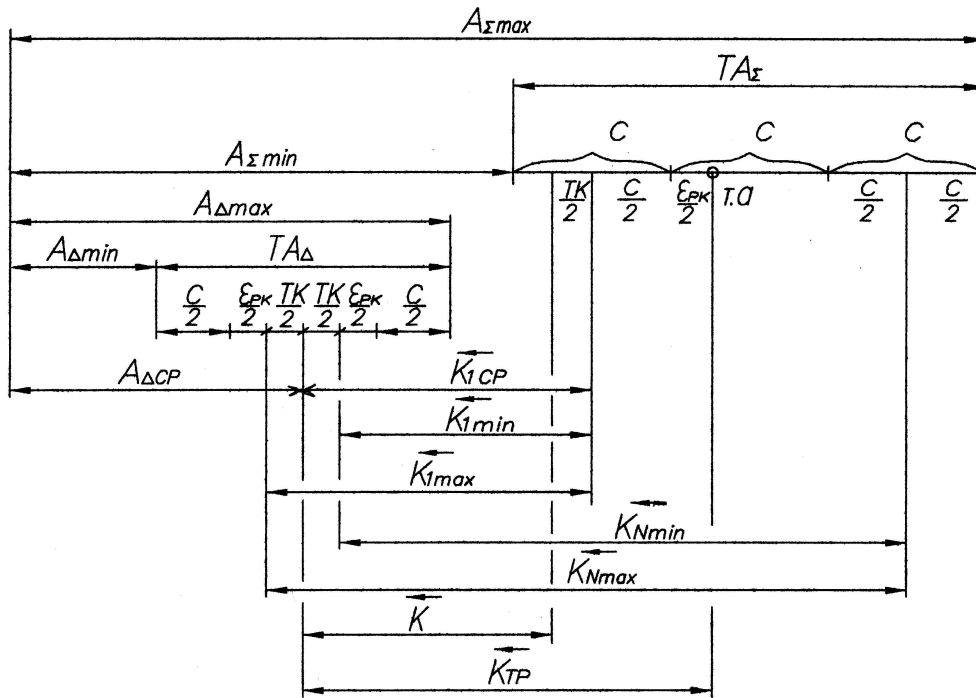 AΣmax
TAΣ
C C C
AΣmin
TK/2 C/2 εPK/2 т.а C/2 C/2
AΔmax
AΔmin TAΔ
C/2 εPK/2 TK/2 TK/2 εPK/2 C/2
AΔCP K1CP
K1min
K1max
KNmin
KNmax
K
KTP